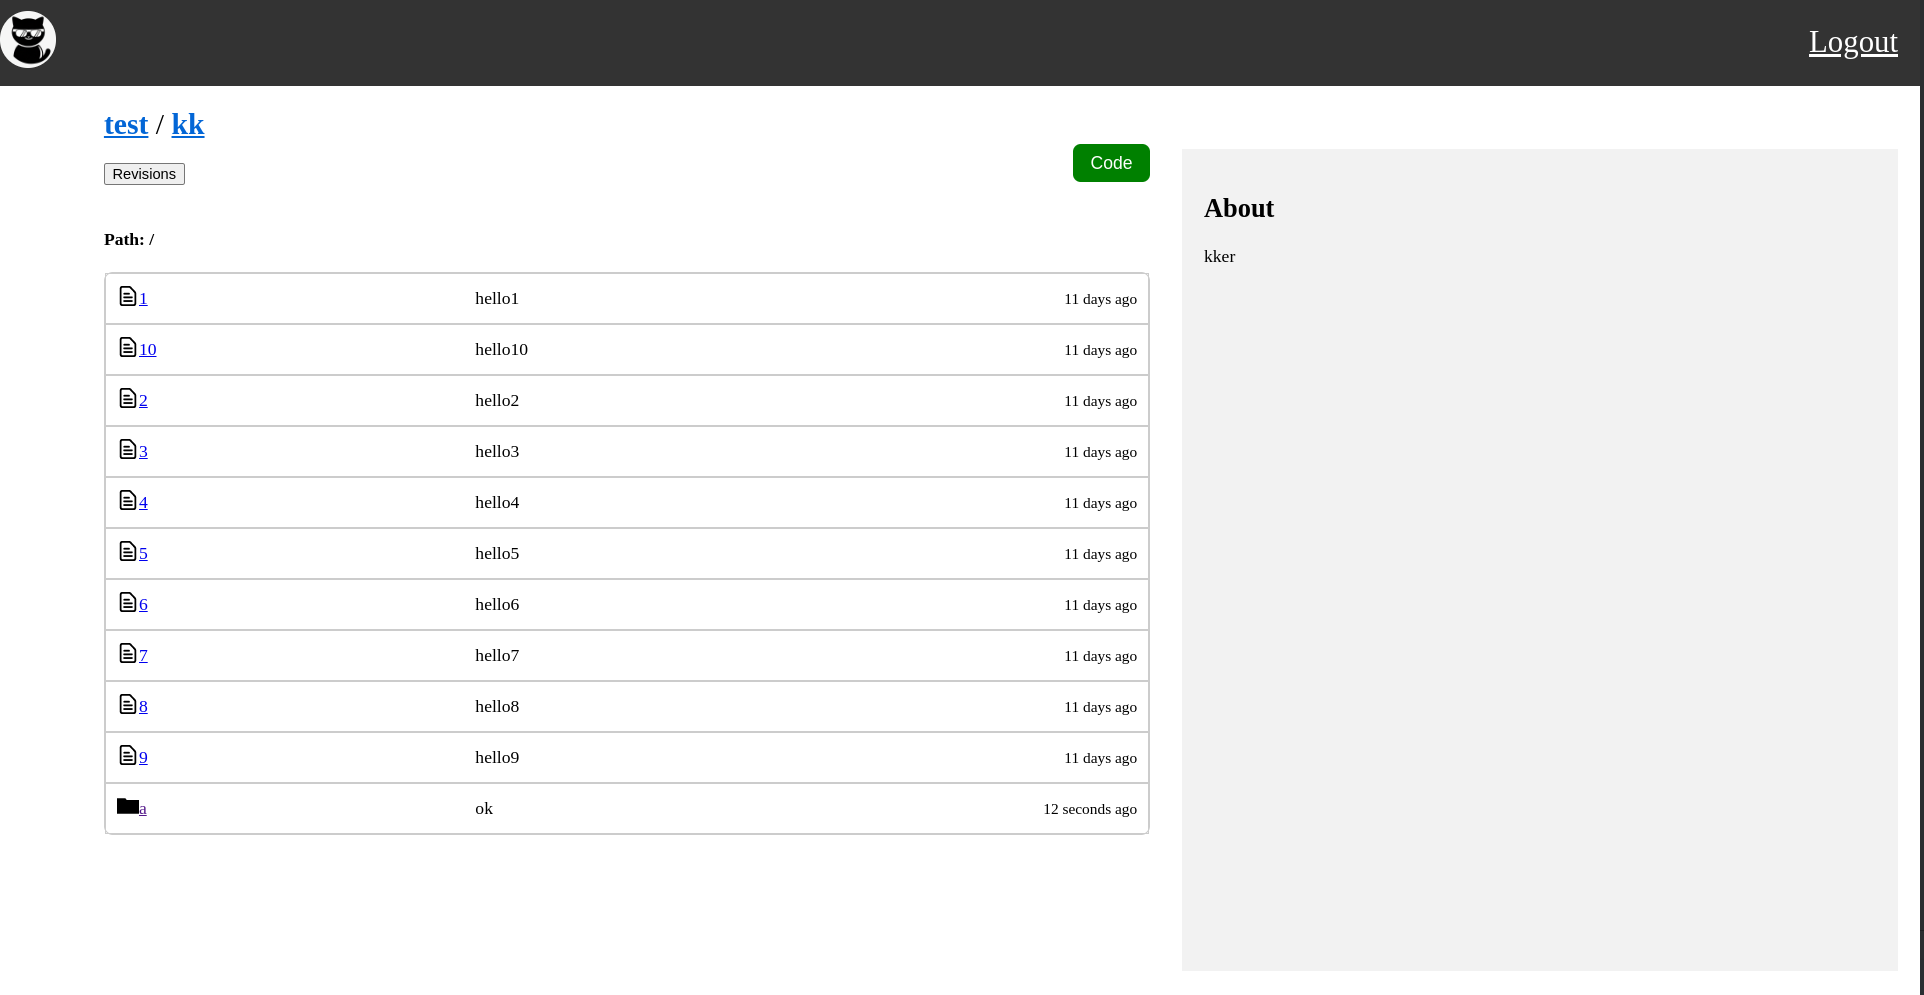 Logout
test / kk
Revisions
Code
Path: /
1 hello1 11 days ago
10 hello10 11 days ago
2 hello2 11 days ago
3 hello3 11 days ago
4 hello4 11 days ago
5 hello5 11 days ago
6 hello6 11 days ago
7 hello7 11 days ago
8 hello8 11 days ago
9 hello9 11 days ago
a ok 12 seconds ago
About
kker